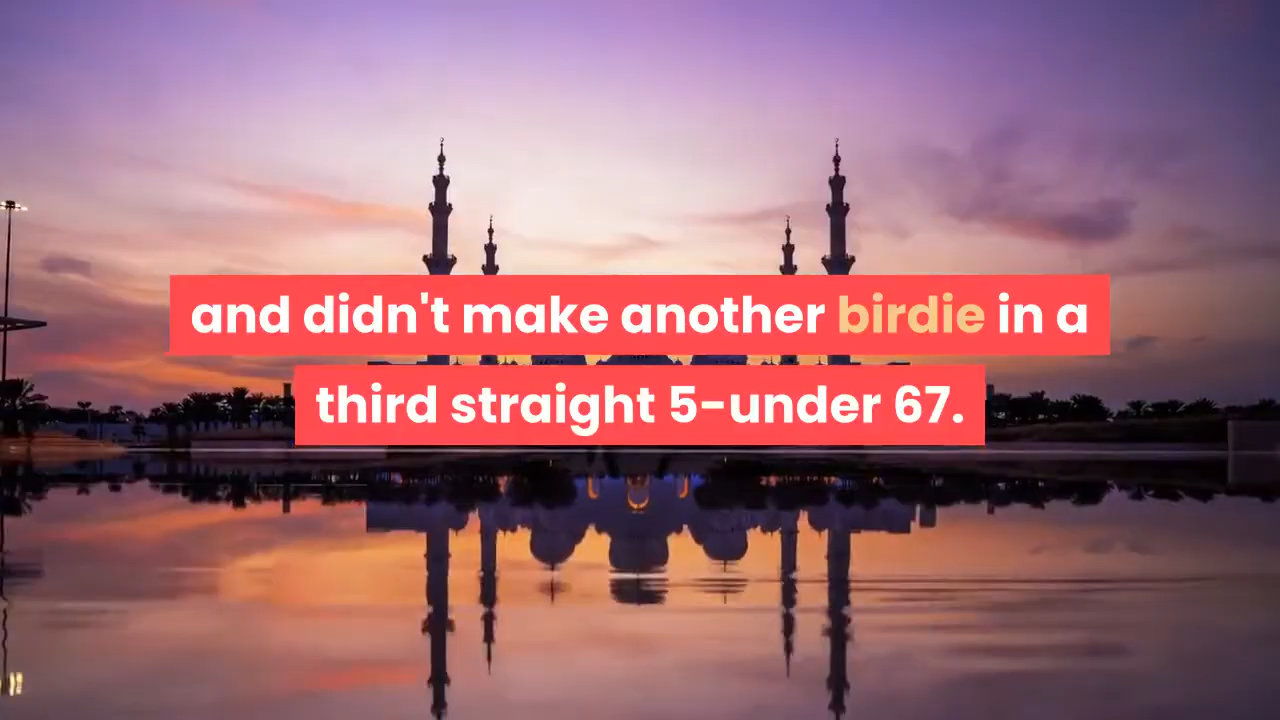 and didn't make another birdie in a
third straight 5-under 67.